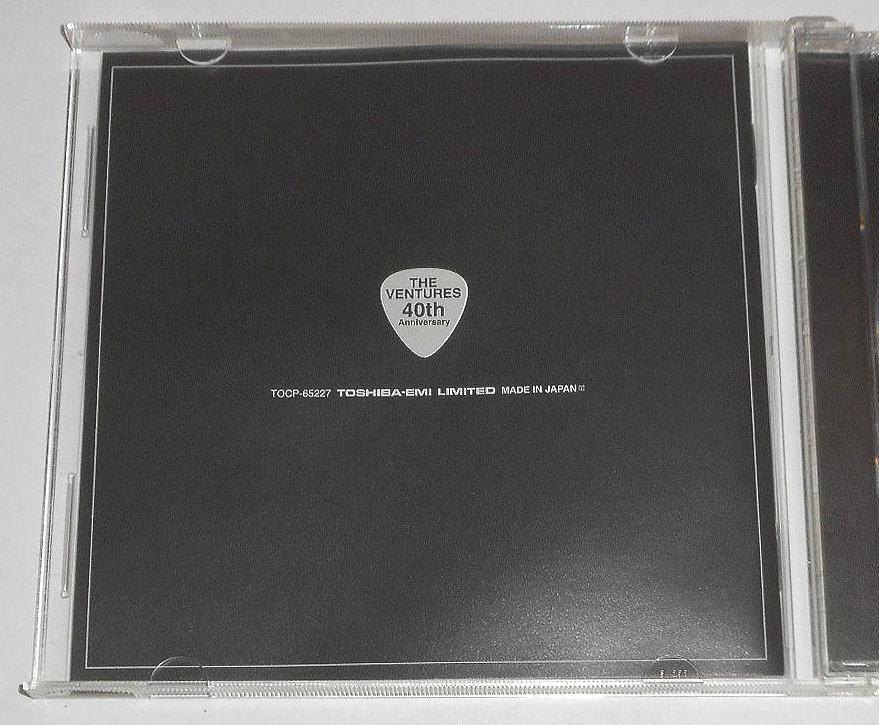 THE
VENTURES
40th
Anniversary
TOCP-65227 TOSHIBA-EMI LIMITED MADE IN JAPAN